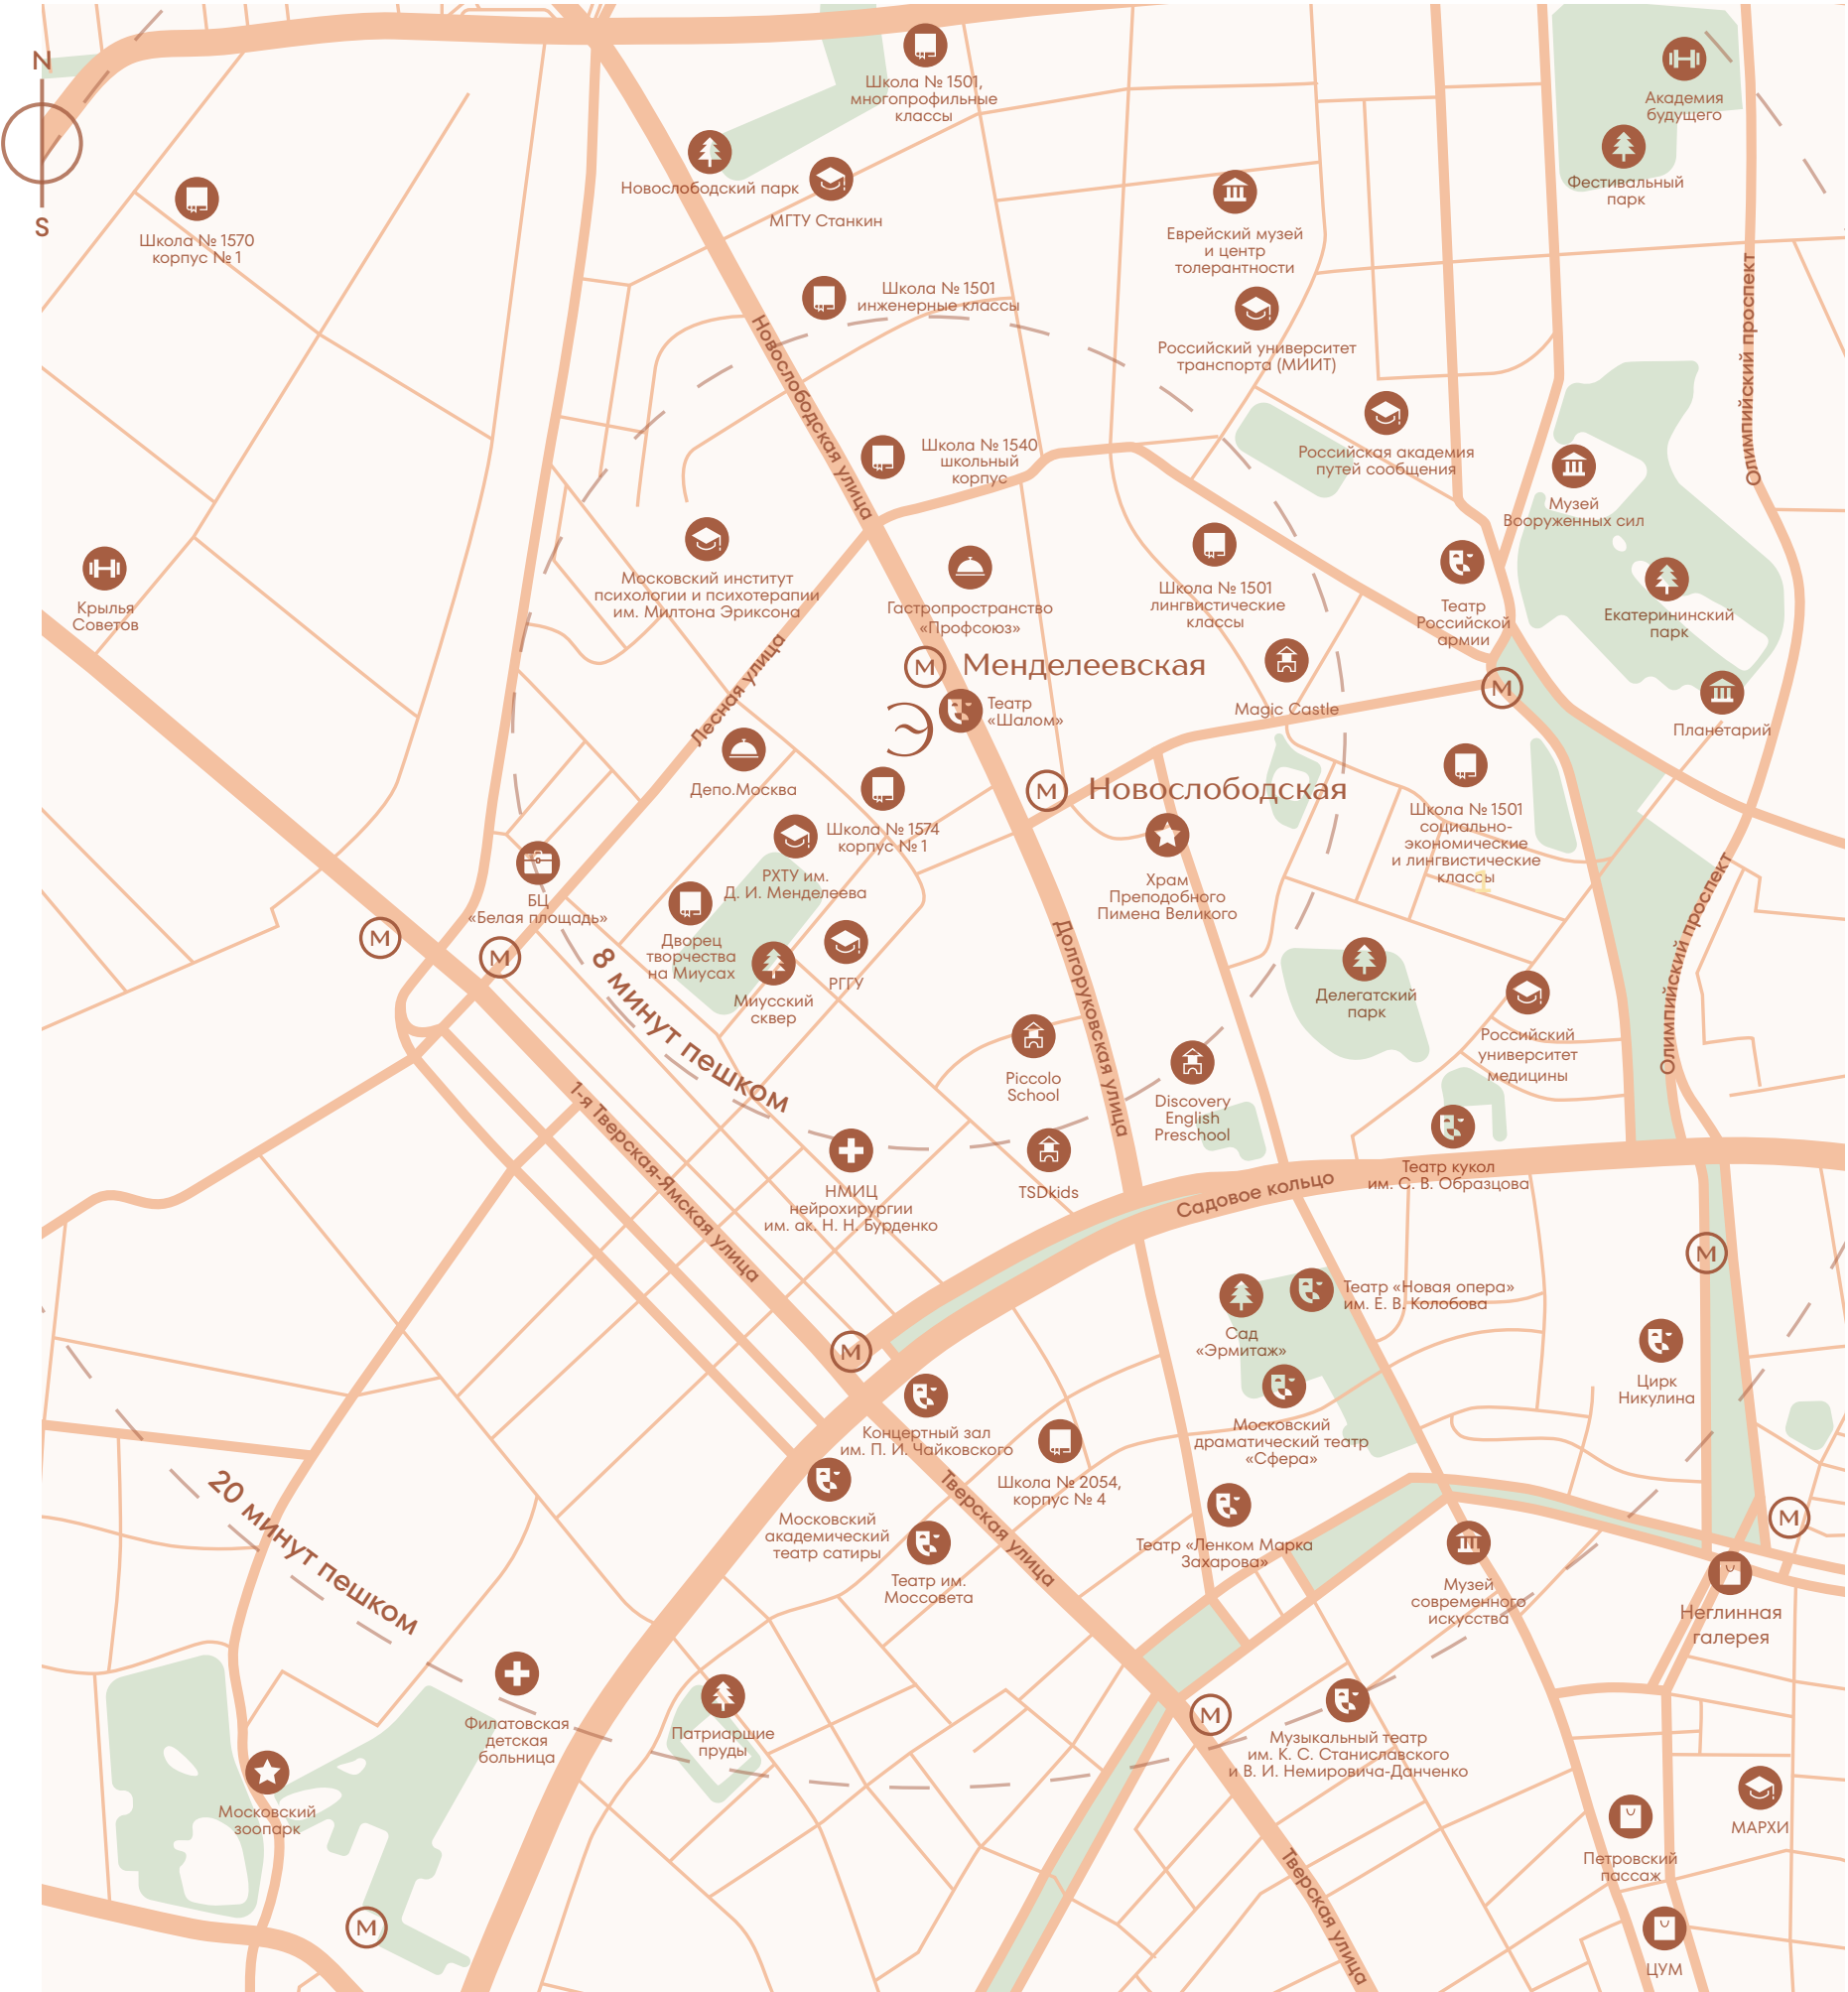 N
S
Школа № 1501,
многопрофильные
классы
Академия
будущего
Фестивальный
парк
Новослободский парк
МГТУ Станкин
Школа № 1570
корпус № 1
Еврейский музей
и центр
толерантности
Школа № 1501
инженерные классы
Российский университет
транспорта (МИИТ)
Новослободская улица
Олимпийский проспект
Школа № 1540
школьный
корпус
Российская академия
путей сообщения
Музей
Вооруженных сил
Московский институт
психологии и психотерапии
им. Милтона Эриксона
Крылья
Советов
Гастропространство
«Профсоюз»
Школа № 1501
лингвистические
классы
Театр
Российской
армии
Екатерининский
парк
Лесная улица
M
Менделеевская
Театр
«Шалом»
Э
Magic Castle
M
Планетарий
Депо.Москва
M
Новослободская
Школа № 1574
корпус № 1
Школа № 1501
социально-
экономические
и лингвистические
классы
1
РХТУ им.
Д. И. Менделеева
Храм
Преподобного
Пимена Великого
БЦ
«Белая площадь»
M
M
Дворец
творчества
на Миусах
РГГУ
Миусский
сквер
8 минут пешком
Долгоруковская улица
Делегатский
парк
Олимпийский проспект
Российский
университет
медицины
Piccolo
School
Discovery
English
Preschool
1-я Тверская-Ямская улица
НМИЦ
нейрохирургии
им. ак. Н. Н. Бурденко
TSDkids
Садовое кольцо
Театр кукол
им. С. В. Образцова
M
Театр «Новая опера»
им. Е. В. Колобова
Сад
«Эрмитаж»
M
Цирк
Никулина
Концертный зал
им. П. И. Чайковского
Московский
драматический театр
«Сфера»
Школа № 2054,
корпус № 4
20 минут пешком
Тверская улица
Московский
академический
театр сатиры
Театр «Ленком Марка
Захарова»
M
Театр им.
Моссовета
Музей
современного
искусства
Неглинная
галерея
Филатовская
детская
больница
Патриаршие
пруды
M
Музыкальный театр
им. К. С. Станиславского
и В. И. Немировича-Данченко
Московский
зоопарк
МАРХИ
Петровский
пассаж
Тверская улица
M
ЦУМ